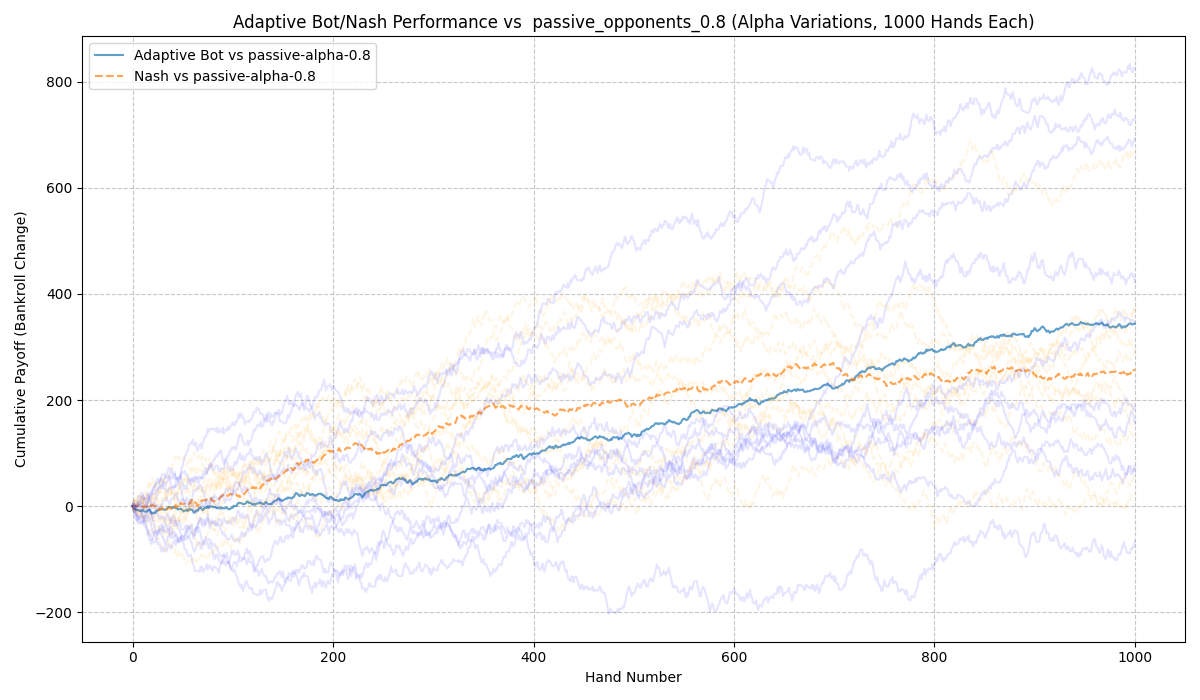 Adaptive Bot/Nash Performance vs  passive_opponents_0.8 (Alpha Variations, 1000 Hands Each)
Adaptive Bot vs passive-alpha-0.8
Nash vs passive-alpha-0.8
Cumulative Payoff (Bankroll Change)
800
600
400
200
0
−200
0 200 400 600 800 1000
Hand Number